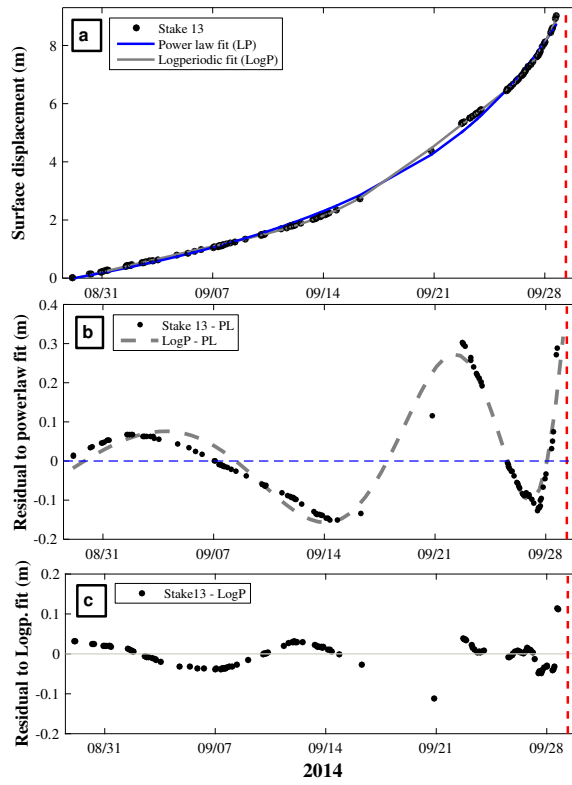 a
Stake 13
Power law fit (LP)
Logperiodic fit (LogP)
Surface displacement (m)
8
6
4
2
0
08/31 09/07 09/14 09/21 09/28
b
Stake 13 - PL
LogP - PL
Residual to powerlaw fit (m)
0.4
0.3
0.2
0.1
0
-0.1
-0.2
08/31 09/07 09/14 09/21 09/28
c
Stake13 - LogP
Residual to Logp. fit (m)
0.2
0.1
0
-0.1
-0.2
08/31 09/07 09/14 09/21 09/28
2014